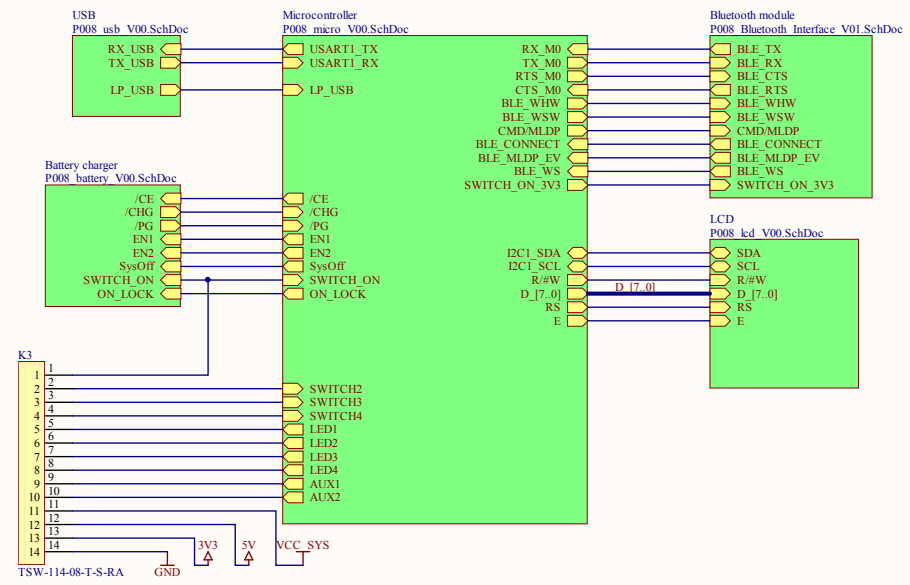 USB
P008_usb_V00.SchDoc
RX_USB
TX_USB
LP_USB
Microcontroller
P008_micro_V00.SchDoc
USART1_TX
USART1_RX
LP_USB
RX_M0
TX_M0
RTS_M0
CTS_M0
BLE_WHW
BLE_WSW
CMD/MLDP
BLE_CONNECT
BLE_MLDP_EV
BLE_WS
SWITCH_ON_3V3
Bluetooth module
P008_Bluetooth_Interface_V01.SchDoc
BLE_TX
BLE_RX
BLE_CTS
BLE_RTS
BLE_WHW
BLE_WSW
CMD/MLDP
BLE_CONNECT
BLE_MLDP_EV
BLE_WS
SWITCH_ON_3V3
Battery charger
P008_battery_V00.SchDoc
/CE
/CHG
/PG
EN1
EN2
SysOff
SWITCH_ON
ON_LOCK
/CE
/CHG
/PG
EN1
EN2
SysOff
SWITCH_ON
ON_LOCK
I2C1_SDA
I2C1_SCL
R/#W
D_[7..0]
RS
E
D_[7..0]
LCD
P008_lcd_V00.SchDoc
SDA
SCL
R/#W
D_[7..0]
RS
E
K3
1 1
2 2
3 3
4 4
5 5
6 6
7 7
8 8
9 9
10 10
11 11
12 12
13 13
14 14
TSW-114-08-T-S-RA
SWITCH2
SWITCH3
SWITCH4
LED1
LED2
LED3
LED4
AUX1
AUX2
GND
3V3
5V
VCC_SYS